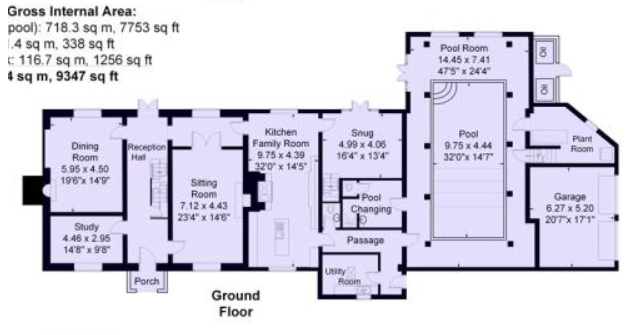 Gross Internal Area:
pool): 718.3 sq m, 7753 sq ft
.4 sq m, 338 sq ft
: 116.7 sq m, 1256 sq ft
4 sq m, 9347 sq ft
Pool Room
14.45 x 7.41
47'5" x 24'4"
Oil
Oil
Dining
Room
5.95 x 4.50
19'6"x 14'9"
Reception
Hall
Kitchen
Family Room
9.75 x 4.39
32'0" x 14'5"
Snug
4.99 x 4.06
16'4" x 13'4"
Pool
9.75 x 4.44
32'0"x 14'7"
Plant
Room
Sitting
Room
7.12 x 4.43
23'4" x 14'6"
Pool
Changing
Garage
6.27 x 5.20
20'7"x 17'1"
Study
4.46 x 2.95
14'8"x 9'8"
Passage
Utility
Room
Porch
Ground
Floor